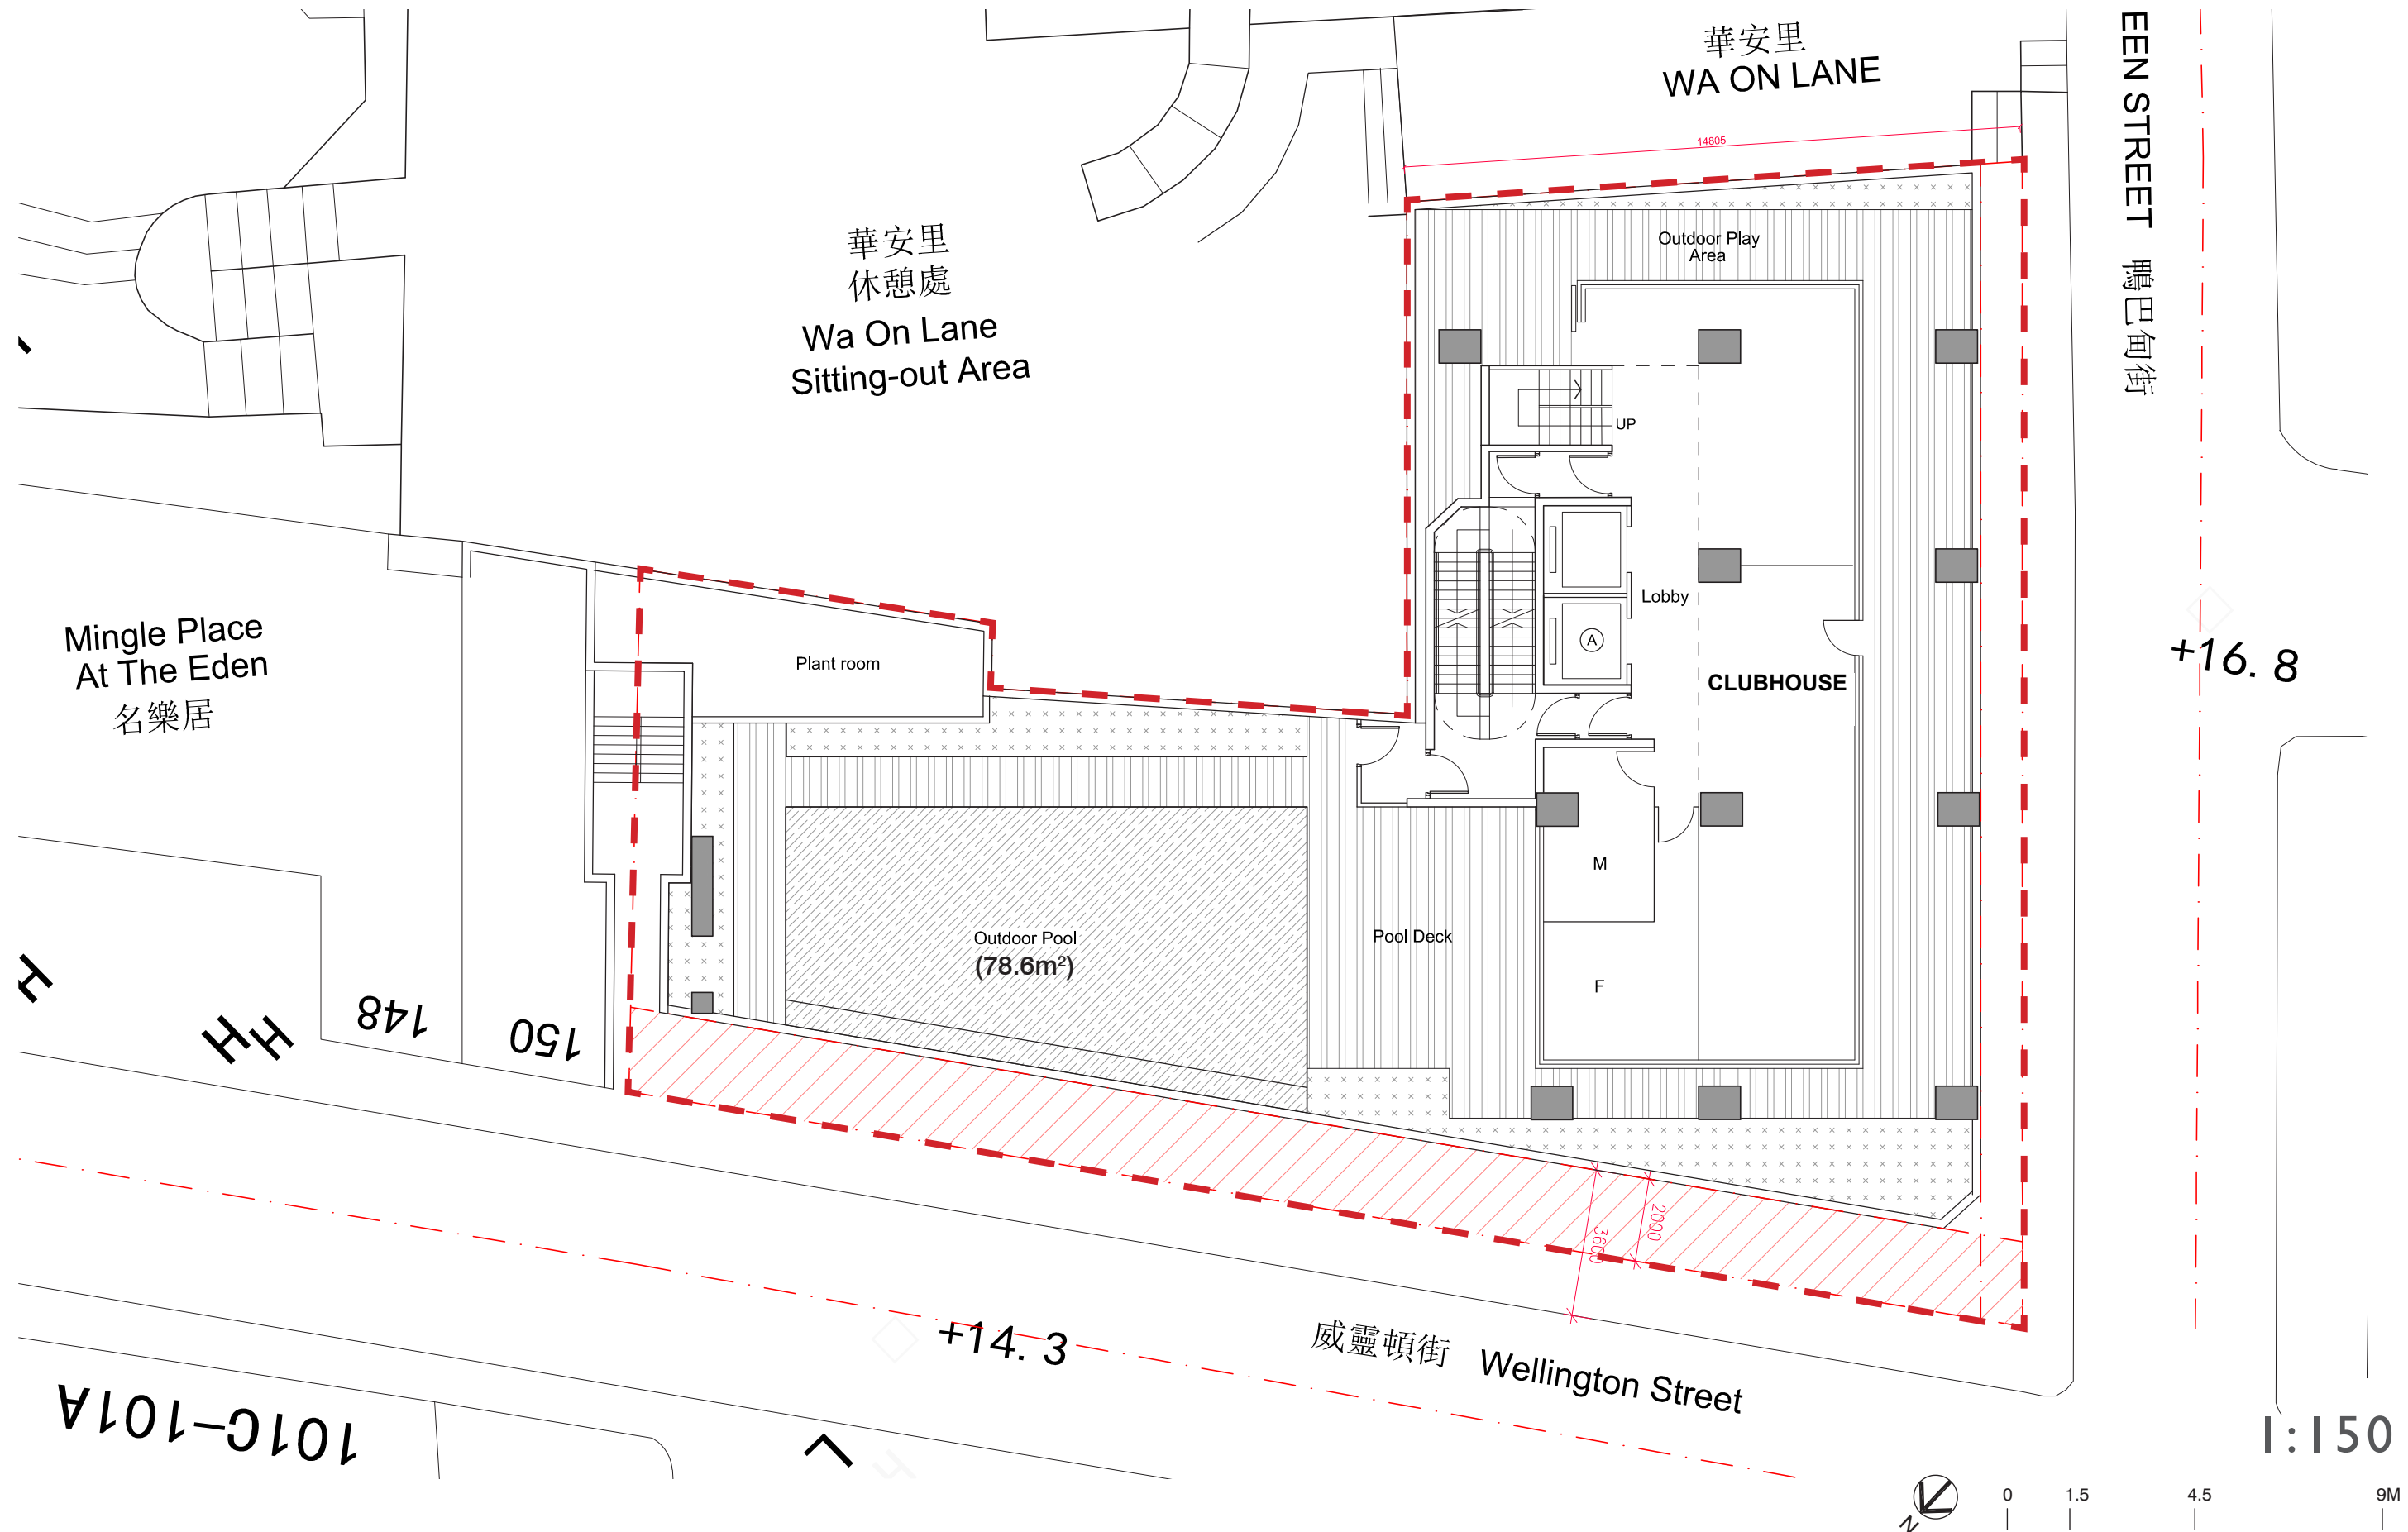 華安里
WA ON LANE
EEN STREET 鴨巴甸街
14805
華安里
休憩處
Wa On Lane
Sitting-out Area
Outdoor Play
Area
UP
Lobby
A
CLUBHOUSE
+16. 8
Mingle Place
At The Eden
名樂居
Plant room
M
F
Outdoor Pool
(78.6m²)
Pool Deck
H
H
H
148
150
2000
3600
+14. 3
威靈頓街 Wellington Street
101C-101A
1:150
N
0 1.5 4.5 9M